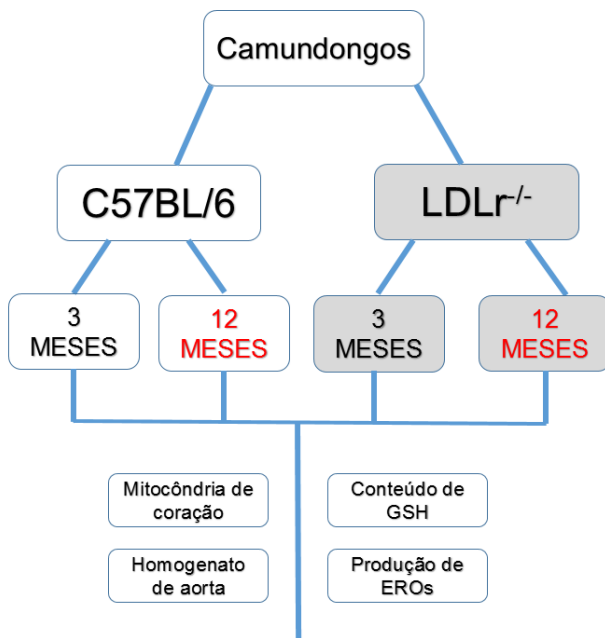 Camundongos
C57BL/6
LDLr-/-
3
MESES
12
MESES
3
MESES
12
MESES
Mitocôndria de
coração
Conteúdo de
GSH
Homogenato
de aorta
Produção de
EROs